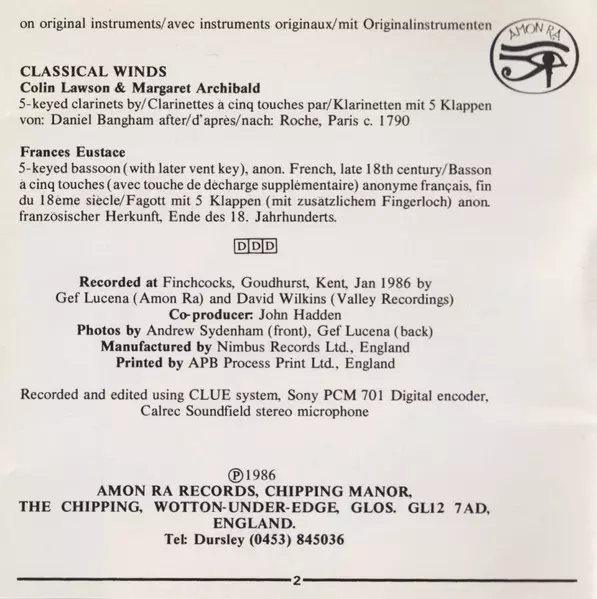 on original instruments/avec instruments originaux/mit Originalinstrumenten
AMON RA
CLASSICAL WINDS
Colin Lawson & Margaret Archibald
5-keyed clarinets by/Clarinettes à cinq touches par/Klarinetten mit 5 Klappen
von: Daniel Bangham after/d'après/nach: Roche, Paris c. 1790
Frances Eustace
5-keyed bassoon (with later vent key), anon. French, late 18th century/Basson
à cinq touches (avec touche de dècharge supplèmentaire) anonyme français, fin
du 18ème siècle/Fagott mit 5 Klappen (mit zusätzlichem Fingerloch) anon.
französischer Herkunft, Ende des 18. Jahrhunderts.
DDD
Recorded at Finchcocks, Goudhurst, Kent, Jan 1986 by
Gef Lucena (Amon Ra) and David Wilkins (Valley Recordings)
Co-producer: John Hadden
Photos by Andrew Sydenham (front), Gef Lucena (back)
Manufactured by Nimbus Records Ltd., England
Printed by APB Process Print Ltd., England
Recorded and edited using CLUE system, Sony PCM 701 Digital encoder,
Calrec Soundfield stereo microphone
℗1986
AMON RA RECORDS, CHIPPING MANOR,
THE CHIPPING, WOTTON-UNDER-EDGE, GLOS. GL12 7AD,
ENGLAND.
Tel: Dursley (0453) 845036
2